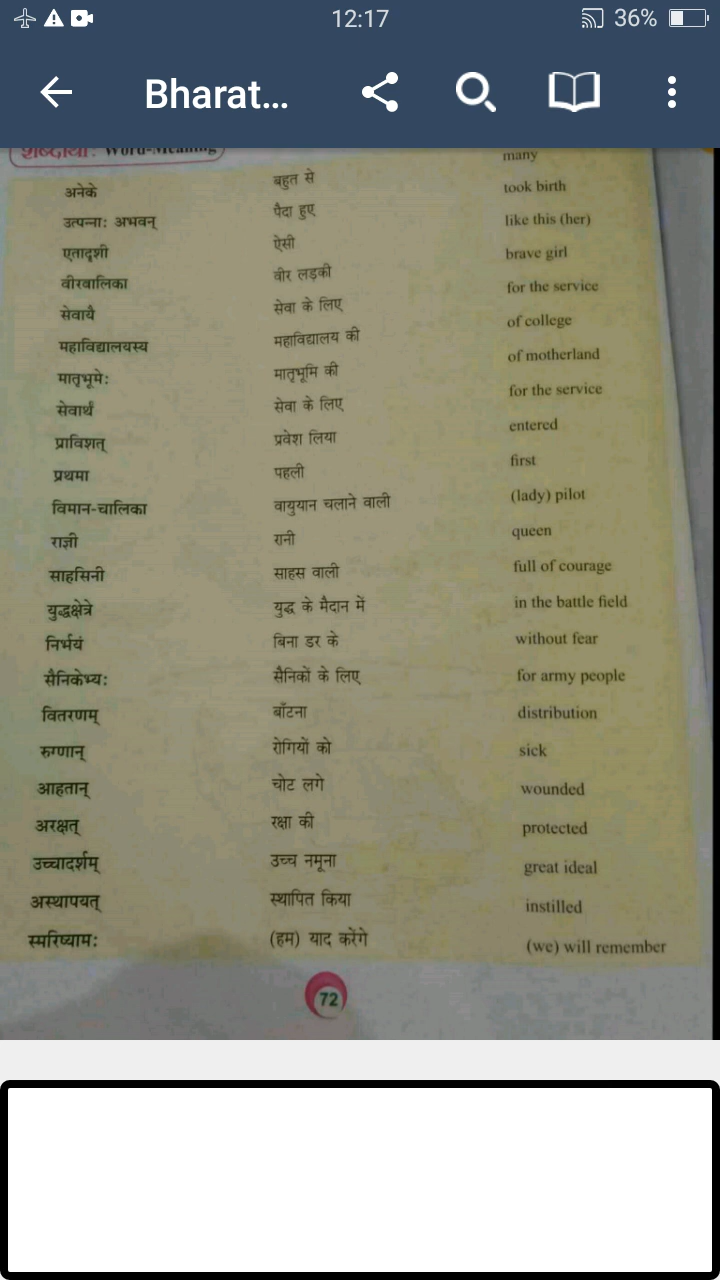 12:17
36%
Bharat...
शब्दार्थाः Word-Meaning
अनेके बहुत से many
उत्पन्नाः अभवन् पैदा हुए took birth
एतादृशी ऐसी like this (her)
वीरबालिका वीर लड़की brave girl
सेवायै सेवा के लिए for the service
महाविद्यालयस्य महाविद्यालय की of college
मातृभूमेः मातृभूमि की of motherland
सेवार्थं सेवा के लिए for the service
प्राविशत् प्रवेश लिया entered
प्रथमा पहली first
विमान-चालिका वायुयान चलाने वाली (lady) pilot
राज्ञी रानी queen
साहसिनी साहस वाली full of courage
युद्धक्षेत्रे युद्ध के मैदान में in the battle field
निर्भयं बिना डर के without fear
सैनिकेभ्यः सैनिकों के लिए for army people
वितरणम् बाँटना distribution
रुग्णान् रोगियों को sick
आहतान् चोट लगे wounded
अरक्षत् रक्षा की protected
उच्चादर्शम् उच्च नमूना great ideal
अस्थापयत् स्थापित किया instilled
स्मरिष्यामः (हम) याद करेंगे (we) will remember
72